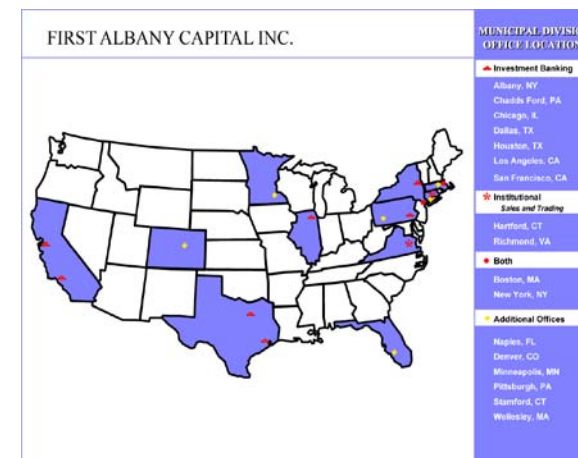 FIRST ALBANY CAPITAL INC.
MUNICIPAL DIVISI
OFFICE LOCATION
Investment Banking
Albany, NY
Chadds Ford, PA
Chicago, IL
Dallas, TX
Houston, TX
Los Angeles, CA
San Francisco, CA
Institutional
Sales and Trading
Hartford, CT
Richmond, VA
Both
Boston, MA
New York, NY
Additional Offices
Naples, FL
Denver, CO
Minneapolis, MN
Pittsburgh, PA
Stamford, CT
Wellesley, MA